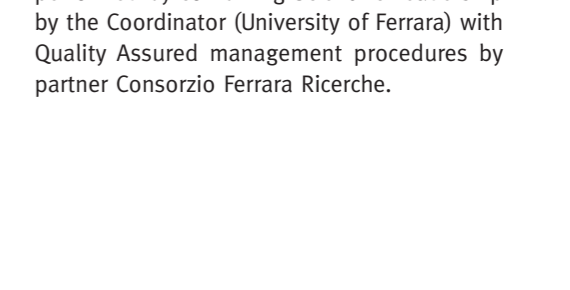 by the Coordinator (University of Ferrara) with
Quality Assured management procedures by
partner Consorzio Ferrara Ricerche.